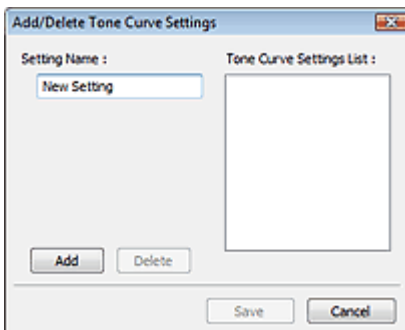 Add/Delete Tone Curve Settings
Setting Name :
Tone Curve Settings List :
New Setting
Add
Delete
Save
Cancel